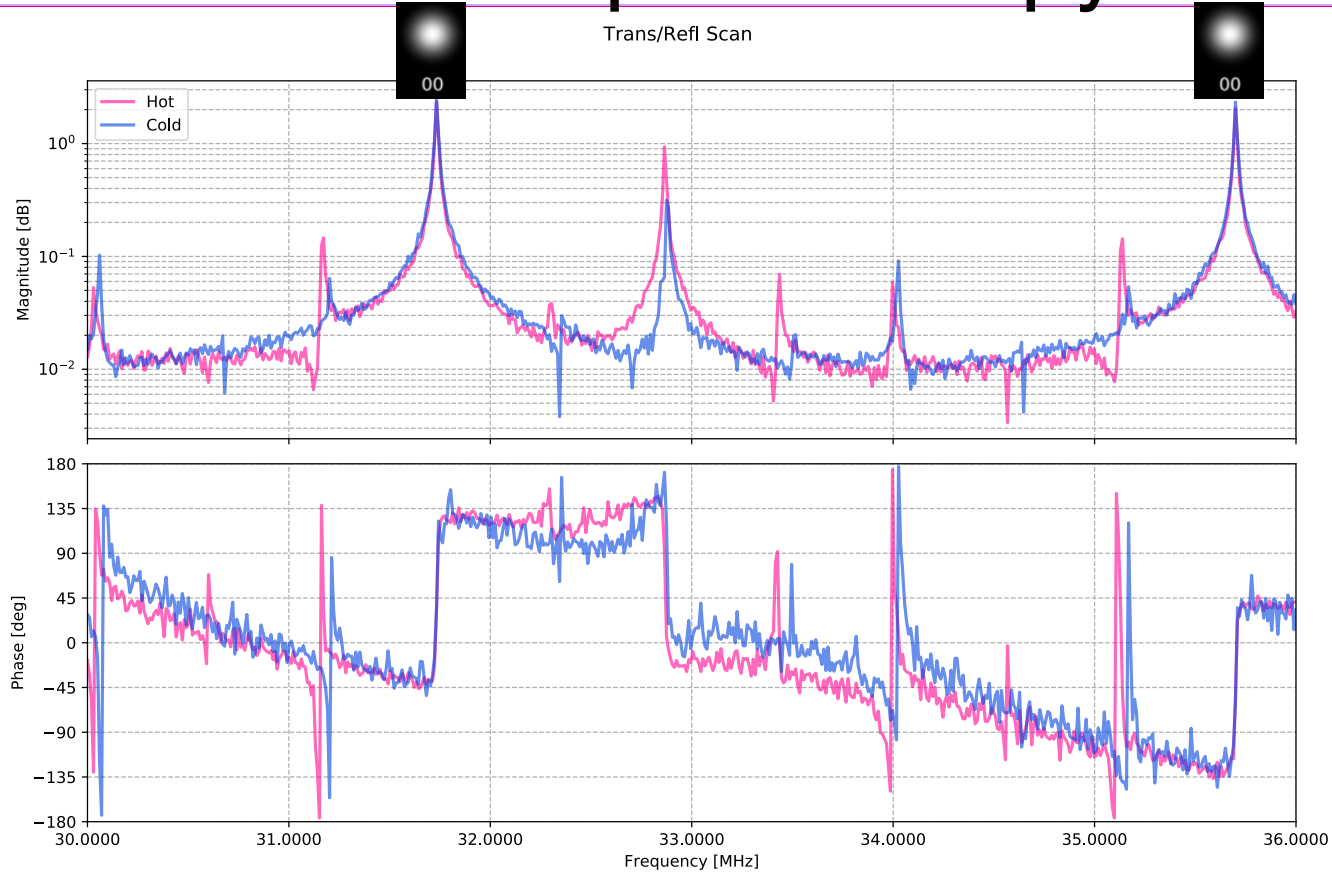 Trans/Refl Scan
00
00
Hot
Cold
10^0
10^-1
10^-2
Magnitude [dB]
180
135
90
45
0
−45
−90
−135
−180
Phase [deg]
30.0000 31.0000 32.0000 33.0000 34.0000 35.0000 36.0000
Frequency [MHz]